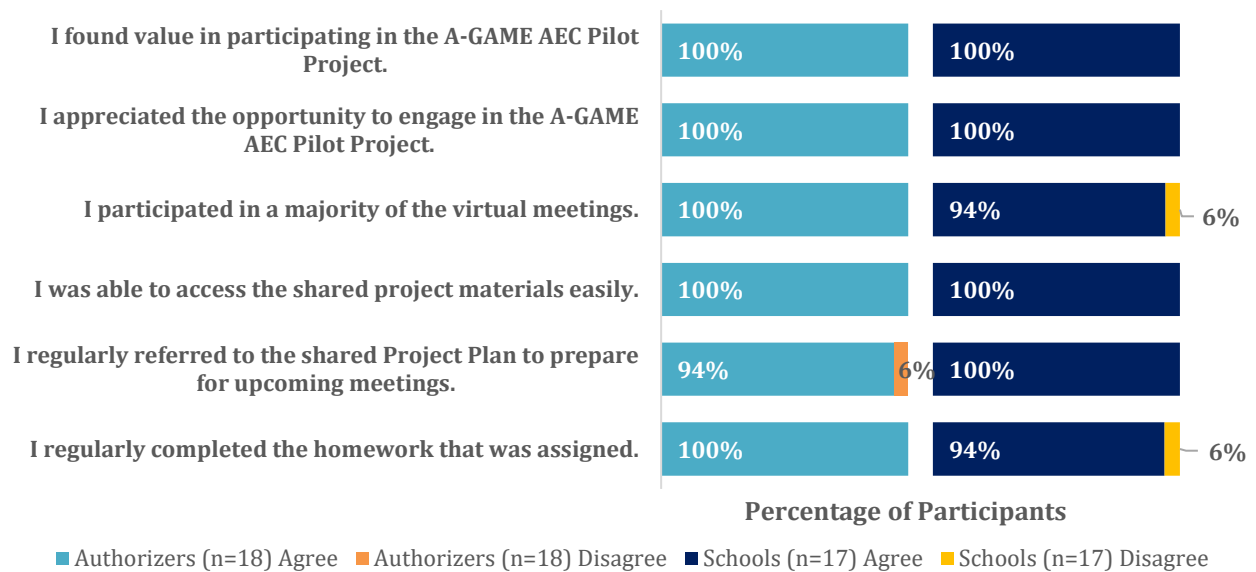 I found value in participating in the A-GAME AEC Pilot
Project.
100%
100%
I appreciated the opportunity to engage in the A-GAME
AEC Pilot Project.
100%
100%
I participated in a majority of the virtual meetings.
100%
94%
6%
I was able to access the shared project materials easily.
100%
100%
I regularly referred to the shared Project Plan to prepare
for upcoming meetings.
94%
6%
100%
I regularly completed the homework that was assigned.
100%
94%
6%
Percentage of Participants
Authorizers (n=18) Agree
Authorizers (n=18) Disagree
Schools (n=17) Agree
Schools (n=17) Disagree